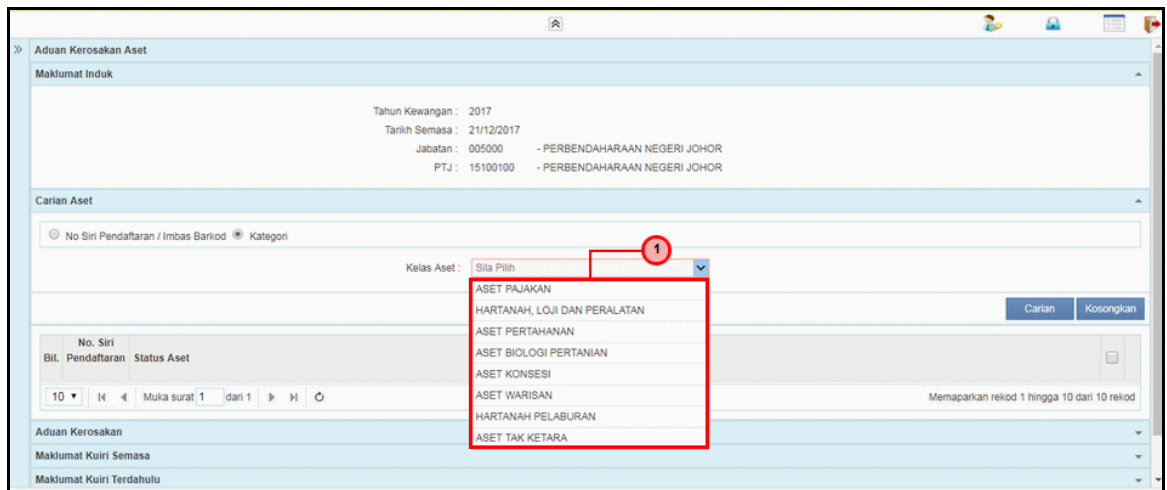 Aduan Kerosakan Aset
Maklumat Induk
Tahun Kewangan : 2017
Tarikh Semasa : 21/12/2017
Jabatan : 005000 - PERBENDAHARAAN NEGERI JOHOR
PTJ : 15100100 - PERBENDAHARAAN NEGERI JOHOR
Carian Aset
No Siri Pendaftaran / Imbas Barkod Kategori
1
Kelas Aset : Sila Pilih
ASET PAJAKAN
HARTANAH, LOJI DAN PERALATAN
ASET PERTAHANAN
ASET BIOLOGI PERTANIAN
ASET KONSESI
ASET WARISAN
HARTANAH PELABURAN
ASET TAK KETARA
Carian Kosongkan
Bil. No. Siri Pendaftaran Status Aset
10 Muka surat 1 dari 1 Memaparkan rekod 1 hingga 10 dari 10 rekod
Aduan Kerosakan
Maklumat Kuiri Semasa
Maklumat Kuiri Terdahulu